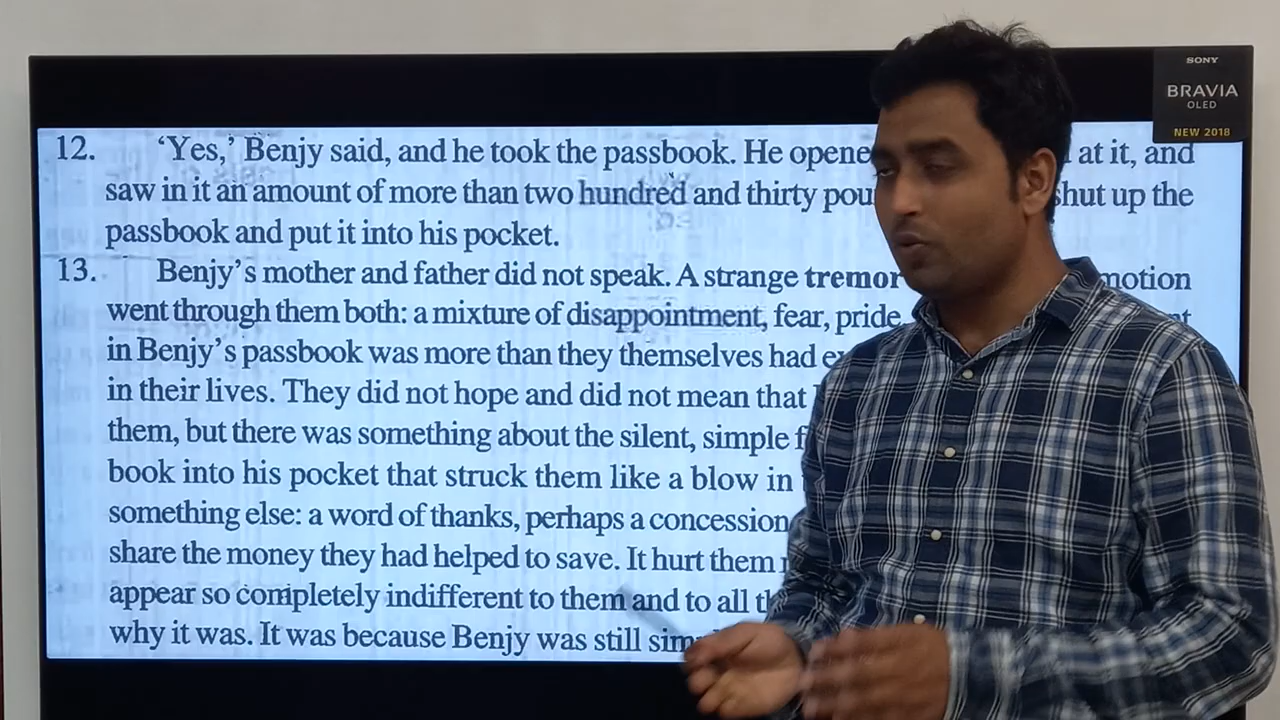 12. ‘Yes,’ Benjy said, and he took the passbook. He opene at it, and
saw in it an amount of more than two hundred and thirty pou shut up the
passbook and put it into his pocket.
13. Benjy’s mother and father did not speak. A strange tremor motion
went through them both: a mixture of disappointment, fear, pride
in Benjy’s passbook was more than they themselves had
in their lives. They did not hope and did not mean that
them, but there was something about the silent, simple
book into his pocket that struck them like a blow in
something else: a word of thanks, perhaps a concession
share the money they had helped to save. It hurt them
appear so completely indifferent to them and to all
why it was. It was because Benjy was still
SONY
BRAVIA
OLED
NEW 2018